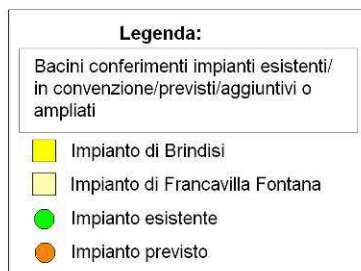 Legenda:
Bacini conferimenti impianti esistenti/
in convenzione/previsti/aggiuntivi o
ampliati
Impianto di Brindisi
Impianto di Francavilla Fontana
Impianto esistente
Impianto previsto